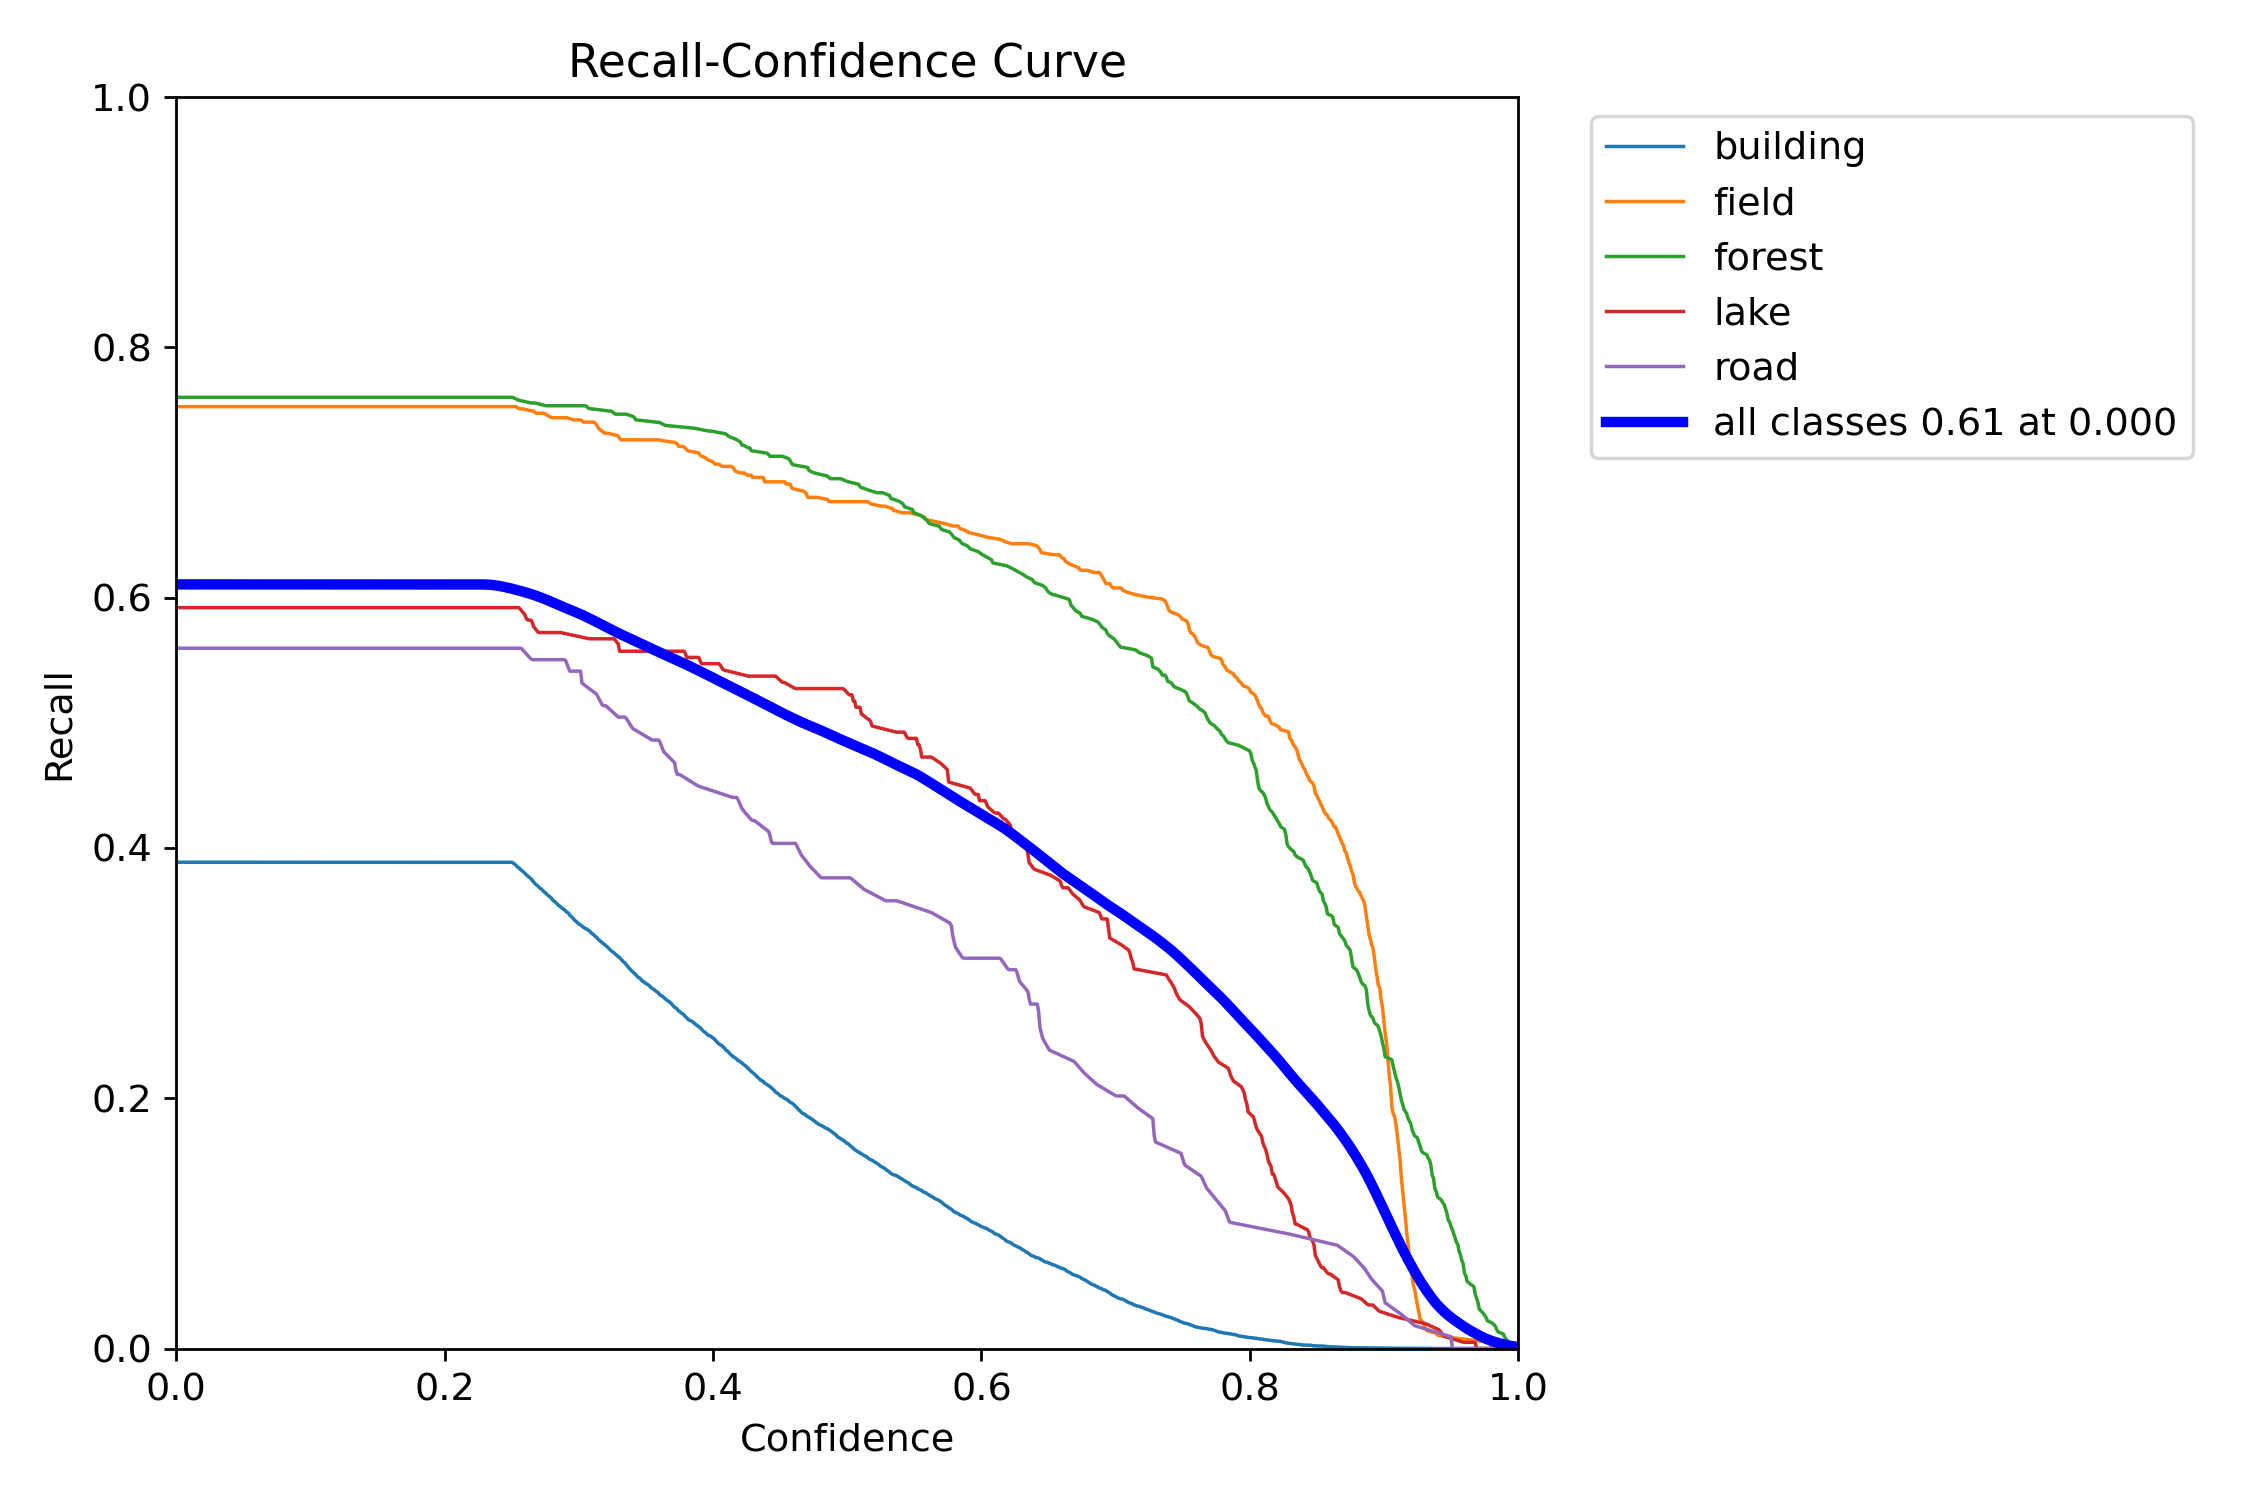 Recall-Confidence Curve
1.0
0.8
0.6
0.4
0.2
0.0
Recall
0.0 0.2 0.4 0.6 0.8 1.0
Confidence
building
field
forest
lake
road
all classes 0.61 at 0.000